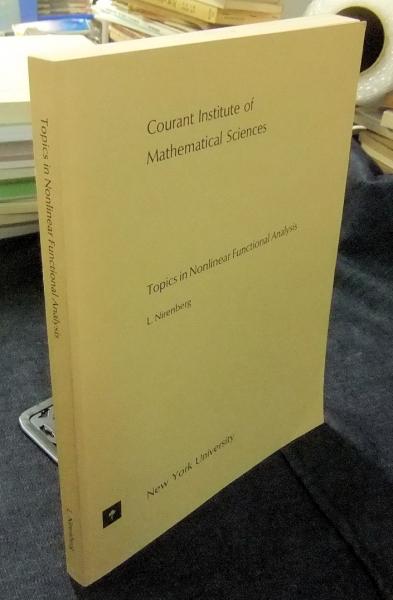 Courant Institute of
Mathematical Sciences
Topics in Nonlinear Functional Analysis
L. Nirenberg
New York University
Topics in Nonlinear Functional Analysis
L. Nirenberg